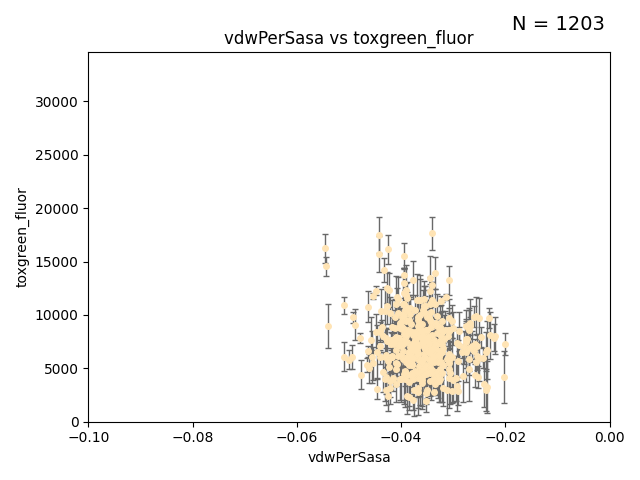 N = 1203
vdwPerSasa vs toxgreen_fluor
30000
25000
20000
15000
10000
5000
0
toxgreen_fluor
−0.10 −0.08 −0.06 −0.04 −0.02 0.00
vdwPerSasa